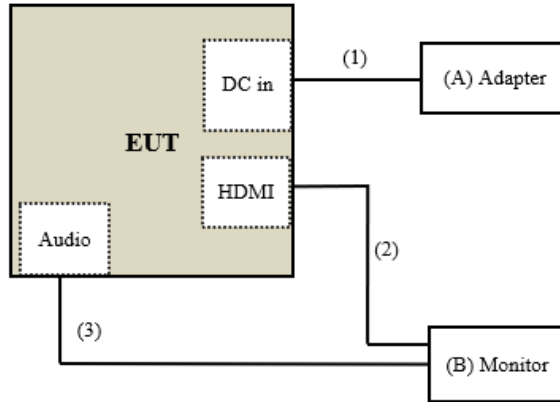 (1)
DC in
(A) Adapter
EUT
HDMI
Audio
(2)
(3)
(B) Monitor